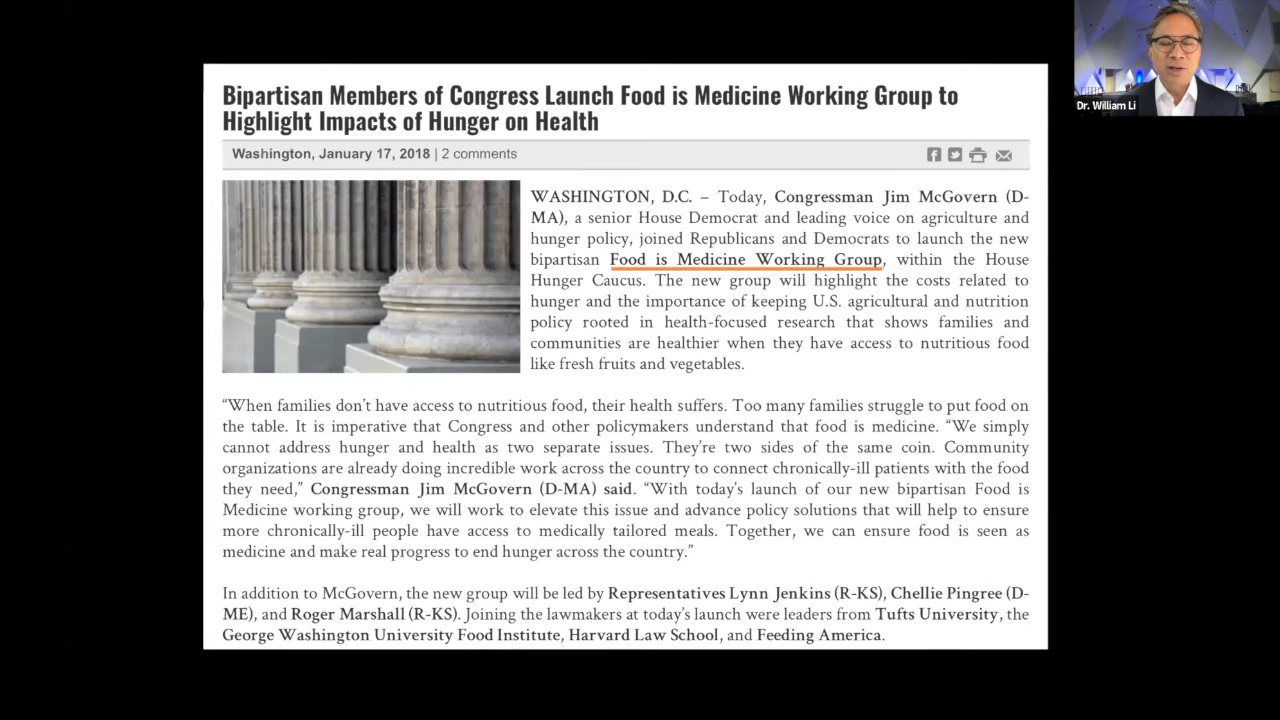 Bipartisan Members of Congress Launch Food is Medicine Working Group to
Highlight Impacts of Hunger on Health
Washington, January 17, 2018 | 2 comments
WASHINGTON, D.C. – Today, Congressman Jim McGovern (D-
MA), a senior House Democrat and leading voice on agriculture and
hunger policy, joined Republicans and Democrats to launch the new
bipartisan Food is Medicine Working Group, within the House
Hunger Caucus. The new group will highlight the costs related to
hunger and the importance of keeping U.S. agricultural and nutrition
policy rooted in health-focused research that shows families and
communities are healthier when they have access to nutritious food
like fresh fruits and vegetables.
“When families don’t have access to nutritious food, their health suffers. Too many families struggle to put food on
the table. It is imperative that Congress and other policymakers understand that food is medicine. “We simply
cannot address hunger and health as two separate issues. They’re two sides of the same coin. Community
organizations are already doing incredible work across the country to connect chronically-ill patients with the food
they need,” Congressman Jim McGovern (D-MA) said. “With today’s launch of our new bipartisan Food is
Medicine working group, we will work to elevate this issue and advance policy solutions that will help to ensure
more chronically-ill people have access to medically tailored meals. Together, we can ensure food is seen as
medicine and make real progress to end hunger across the country.”
In addition to McGovern, the new group will be led by Representatives Lynn Jenkins (R-KS), Chellie Pingree (D-
ME), and Roger Marshall (R-KS). Joining the lawmakers at today’s launch were leaders from Tufts University, the
George Washington University Food Institute, Harvard Law School, and Feeding America.
Dr. William Li